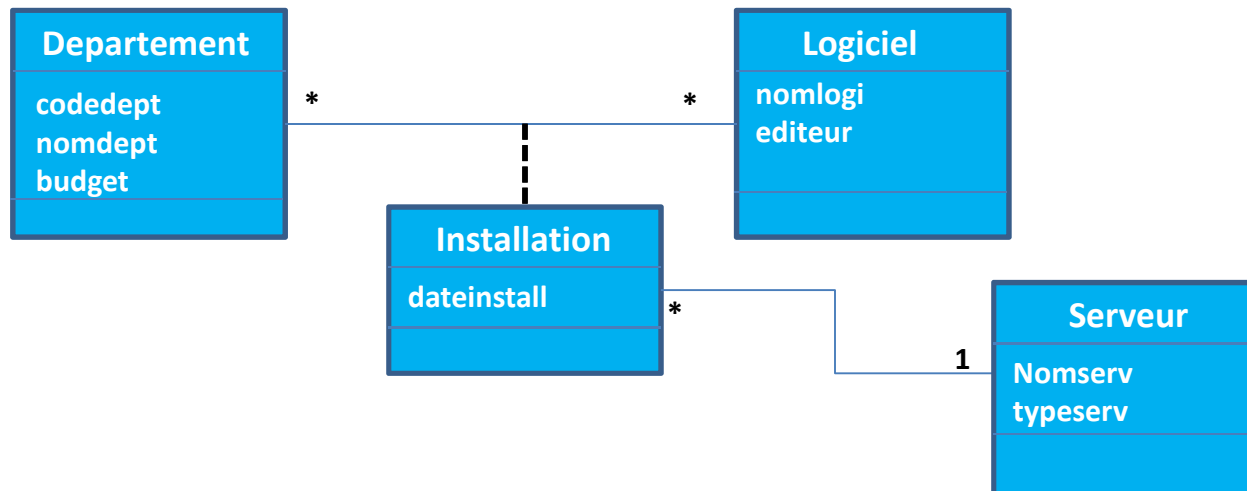 Departement
codedept
nomdept
budget
*
*
Logiciel
nomlogi
editeur
Installation
dateinstall
*
1
Serveur
Nomserv
typeserv